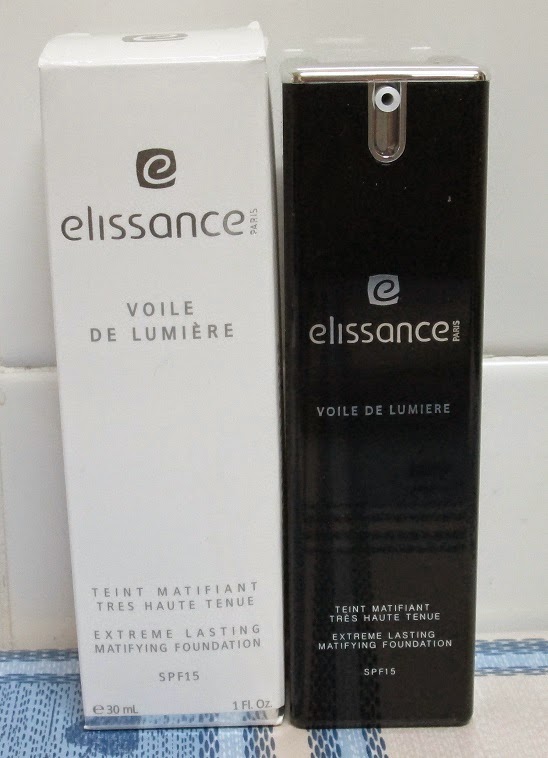 e
elissance
PARIS
VOILE
DE LUMIÈRE
TEINT MATIFIANT
TRES HAUTE TENUE
EXTREME LASTING
MATIFYING FOUNDATION
SPF15
e 30 mL 1 Fl. Oz.
e
elissance
PARIS
VOILE DE LUMIERE
TEINT MATIFIANT
TRÈS HAUTE TENUE
EXTREME LASTING
MATIFYING FOUNDATION
SPF15